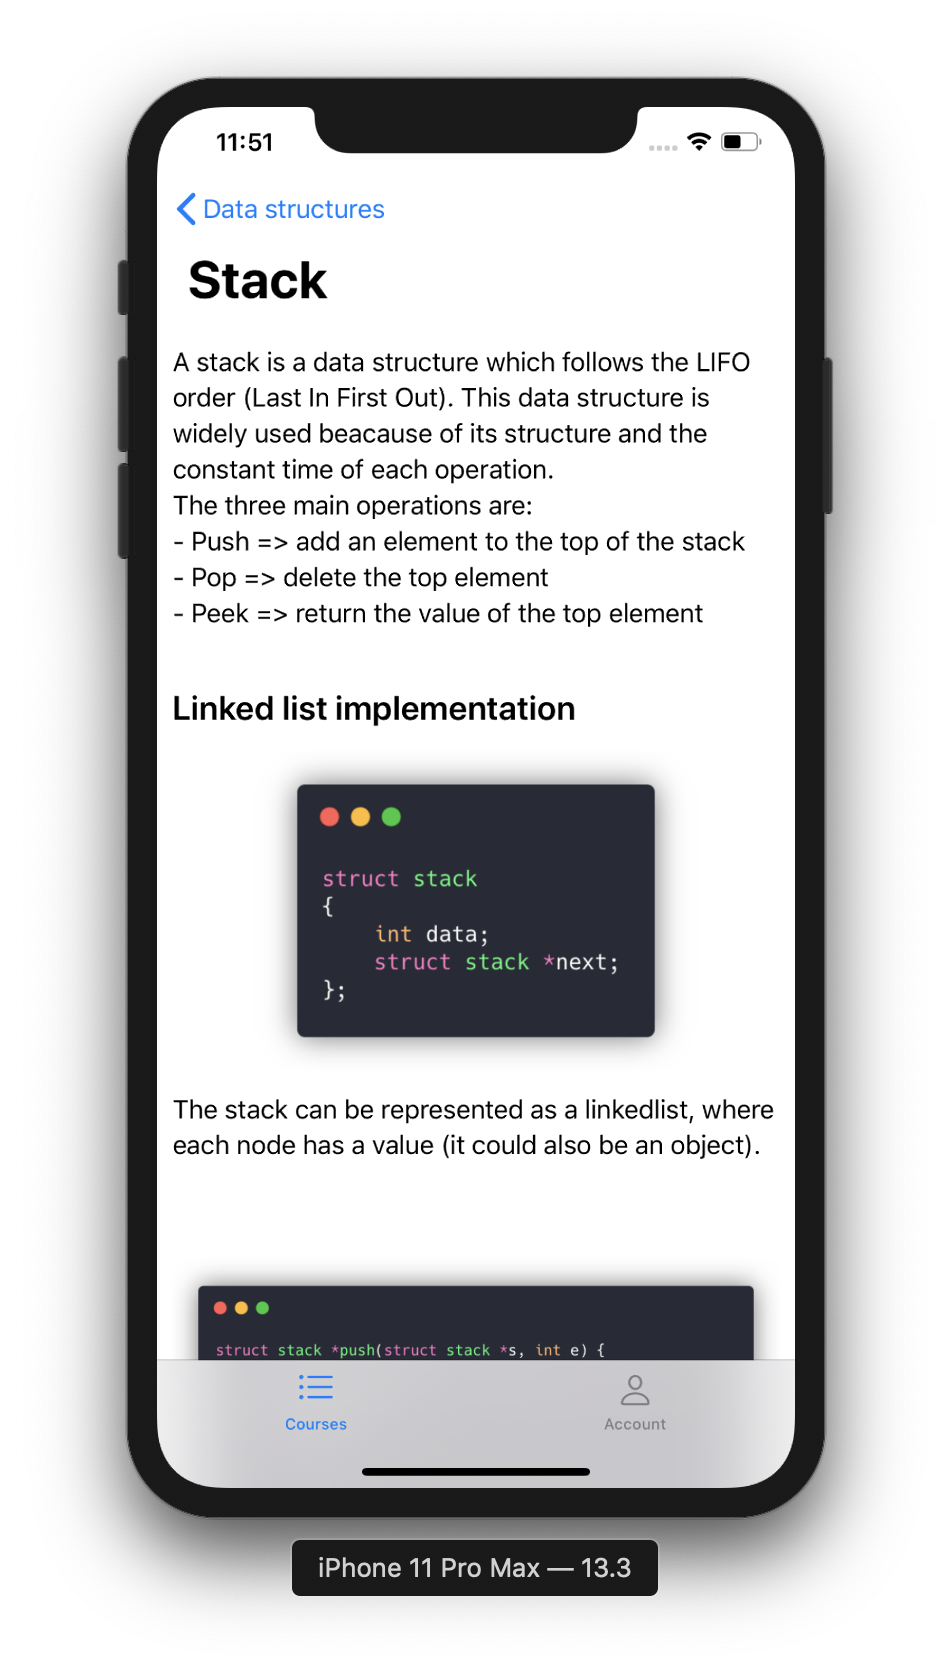 11:51
Data structures
Stack
A stack is a data structure which follows the LIFO
order (Last In First Out). This data structure is
widely used beacause of its structure and the
constant time of each operation.
The three main operations are:
- Push => add an element to the top of the stack
- Pop => delete the top element
- Peek => return the value of the top element
Linked list implementation
struct stack
{
    int data;
    struct stack *next;
};
The stack can be represented as a linkedlist, where
each node has a value (it could also be an object).
struct stack *push(struct stack *s, int e) {
Courses
Account
iPhone 11 Pro Max — 13.3